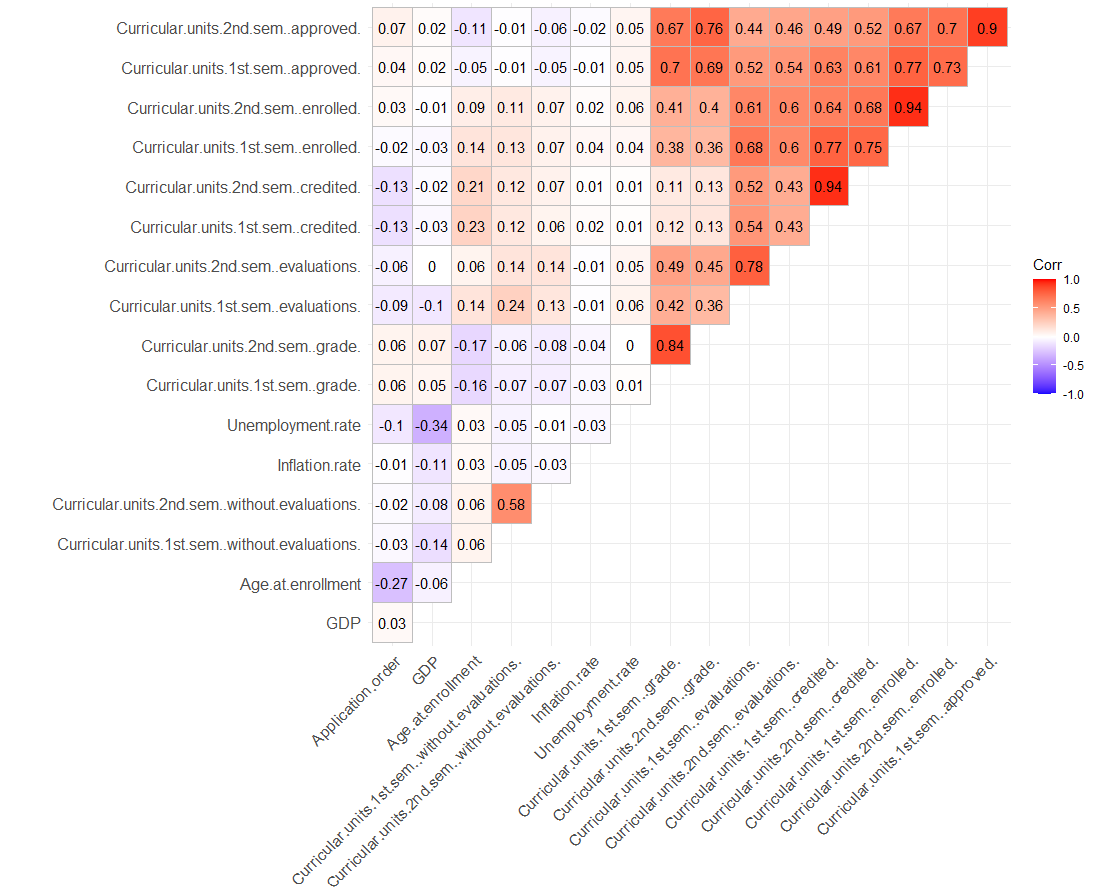 Curricular.units.2nd.sem..approved. 0.07 0.02 -0.11 -0.01 -0.06 -0.02 0.05 0.67 0.76 0.44 0.46 0.49 0.52 0.67 0.7 0.9
Curricular.units.1st.sem..approved. 0.04 0.02 -0.05 -0.01 -0.05 -0.01 0.05 0.7 0.69 0.52 0.54 0.63 0.61 0.77 0.73
Curricular.units.2nd.sem..enrolled. 0.03 -0.01 0.09 0.11 0.07 0.02 0.06 0.41 0.4 0.61 0.6 0.64 0.68 0.94
Curricular.units.1st.sem..enrolled. -0.02 -0.03 0.14 0.13 0.07 0.04 0.04 0.38 0.36 0.68 0.6 0.77 0.75
Curricular.units.2nd.sem..credited. -0.13 -0.02 0.21 0.12 0.07 0.01 0.01 0.11 0.13 0.52 0.43 0.94
Curricular.units.1st.sem..credited. -0.13 -0.03 0.23 0.12 0.06 0.02 0.01 0.12 0.13 0.54 0.43
Curricular.units.2nd.sem..evaluations. -0.06 0 0.06 0.14 0.14 -0.01 0.05 0.49 0.45 0.78
Curricular.units.1st.sem..evaluations. -0.09 -0.1 0.14 0.24 0.13 -0.01 0.06 0.42 0.36
Curricular.units.2nd.sem..grade. 0.06 0.07 -0.17 -0.06 -0.08 -0.04 0 0.84
Curricular.units.1st.sem..grade. 0.06 0.05 -0.16 -0.07 -0.07 -0.03 0.01
Unemployment.rate -0.1 -0.34 0.03 -0.05 -0.01 -0.03
Inflation.rate -0.01 -0.11 0.03 -0.05 -0.03
Curricular.units.2nd.sem..without.evaluations. -0.02 -0.08 0.06 0.58
Curricular.units.1st.sem..without.evaluations. -0.03 -0.14 0.06
Age.at.enrollment -0.27 -0.06
GDP 0.03
Application.order
GDP
Age.at.enrollment
Curricular.units.1st.sem..without.evaluations.
Curricular.units.2nd.sem..without.evaluations.
Inflation.rate
Unemployment.rate
Curricular.units.1st.sem..grade.
Curricular.units.2nd.sem..grade.
Curricular.units.1st.sem..evaluations.
Curricular.units.2nd.sem..evaluations.
Curricular.units.1st.sem..credited.
Curricular.units.2nd.sem..credited.
Curricular.units.1st.sem..enrolled.
Curricular.units.2nd.sem..enrolled.
Curricular.units.1st.sem..approved.
Corr
1.0
0.5
0.0
-0.5
-1.0